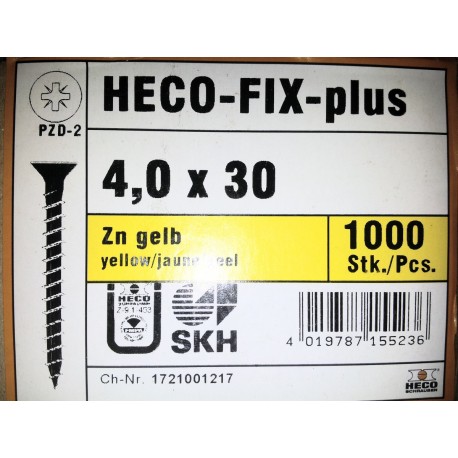 PZD-2
HECO-FIX-plus
4,0 x 30
Zn gelb
yellow/jaune
1000
Stk./Pcs.
HECO
SKH
4 019787 155236
Ch-Nr. 1721001217
HECO
SCHRAUBEN